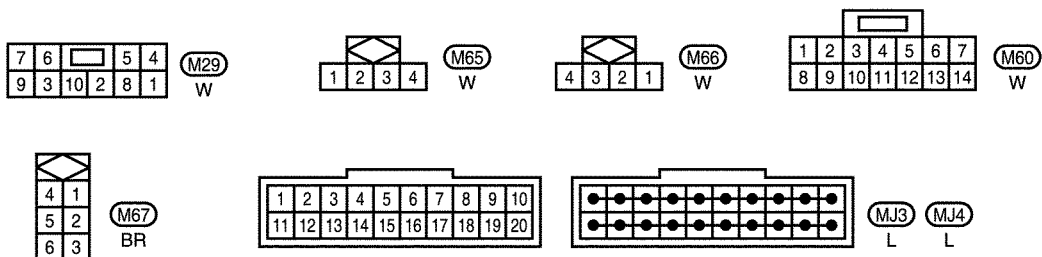 7 6 5 4
9 3 10 2 8 1
M29
W
1 2 3 4
M65
W
4 3 2 1
M66
W
1 2 3 4 5 6 7
8 9 10 11 12 13 14
M60
W
4 1
5 2
6 3
M67
BR
1 2 3 4 5 6 7 8 9 10
11 12 13 14 15 16 17 18 19 20
MJ3
L
MJ4
L